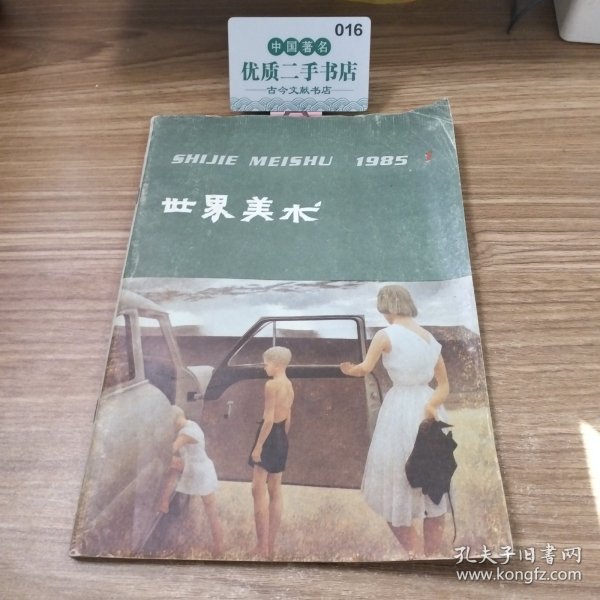 016
中国著名
优质二手书店
古今文献书店
SHIJIE MEISHU 1985 1
世界美术
孔夫子旧书网
www.kongfz.com